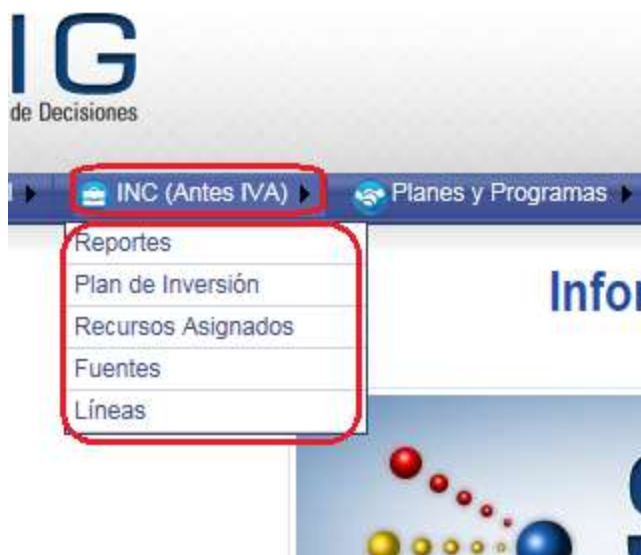 IG
de Decisiones
INC (Antes IVA) Planes y Programas
Reportes
Plan de Inversión
Recursos Asignados
Fuentes
Líneas
Infor